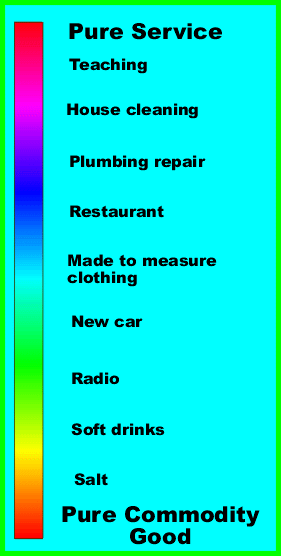 Pure Service
Teaching
House cleaning
Plumbing repair
Restaurant
Made to measure
clothing
New car
Radio
Soft drinks
Salt
Pure Commodity
Good